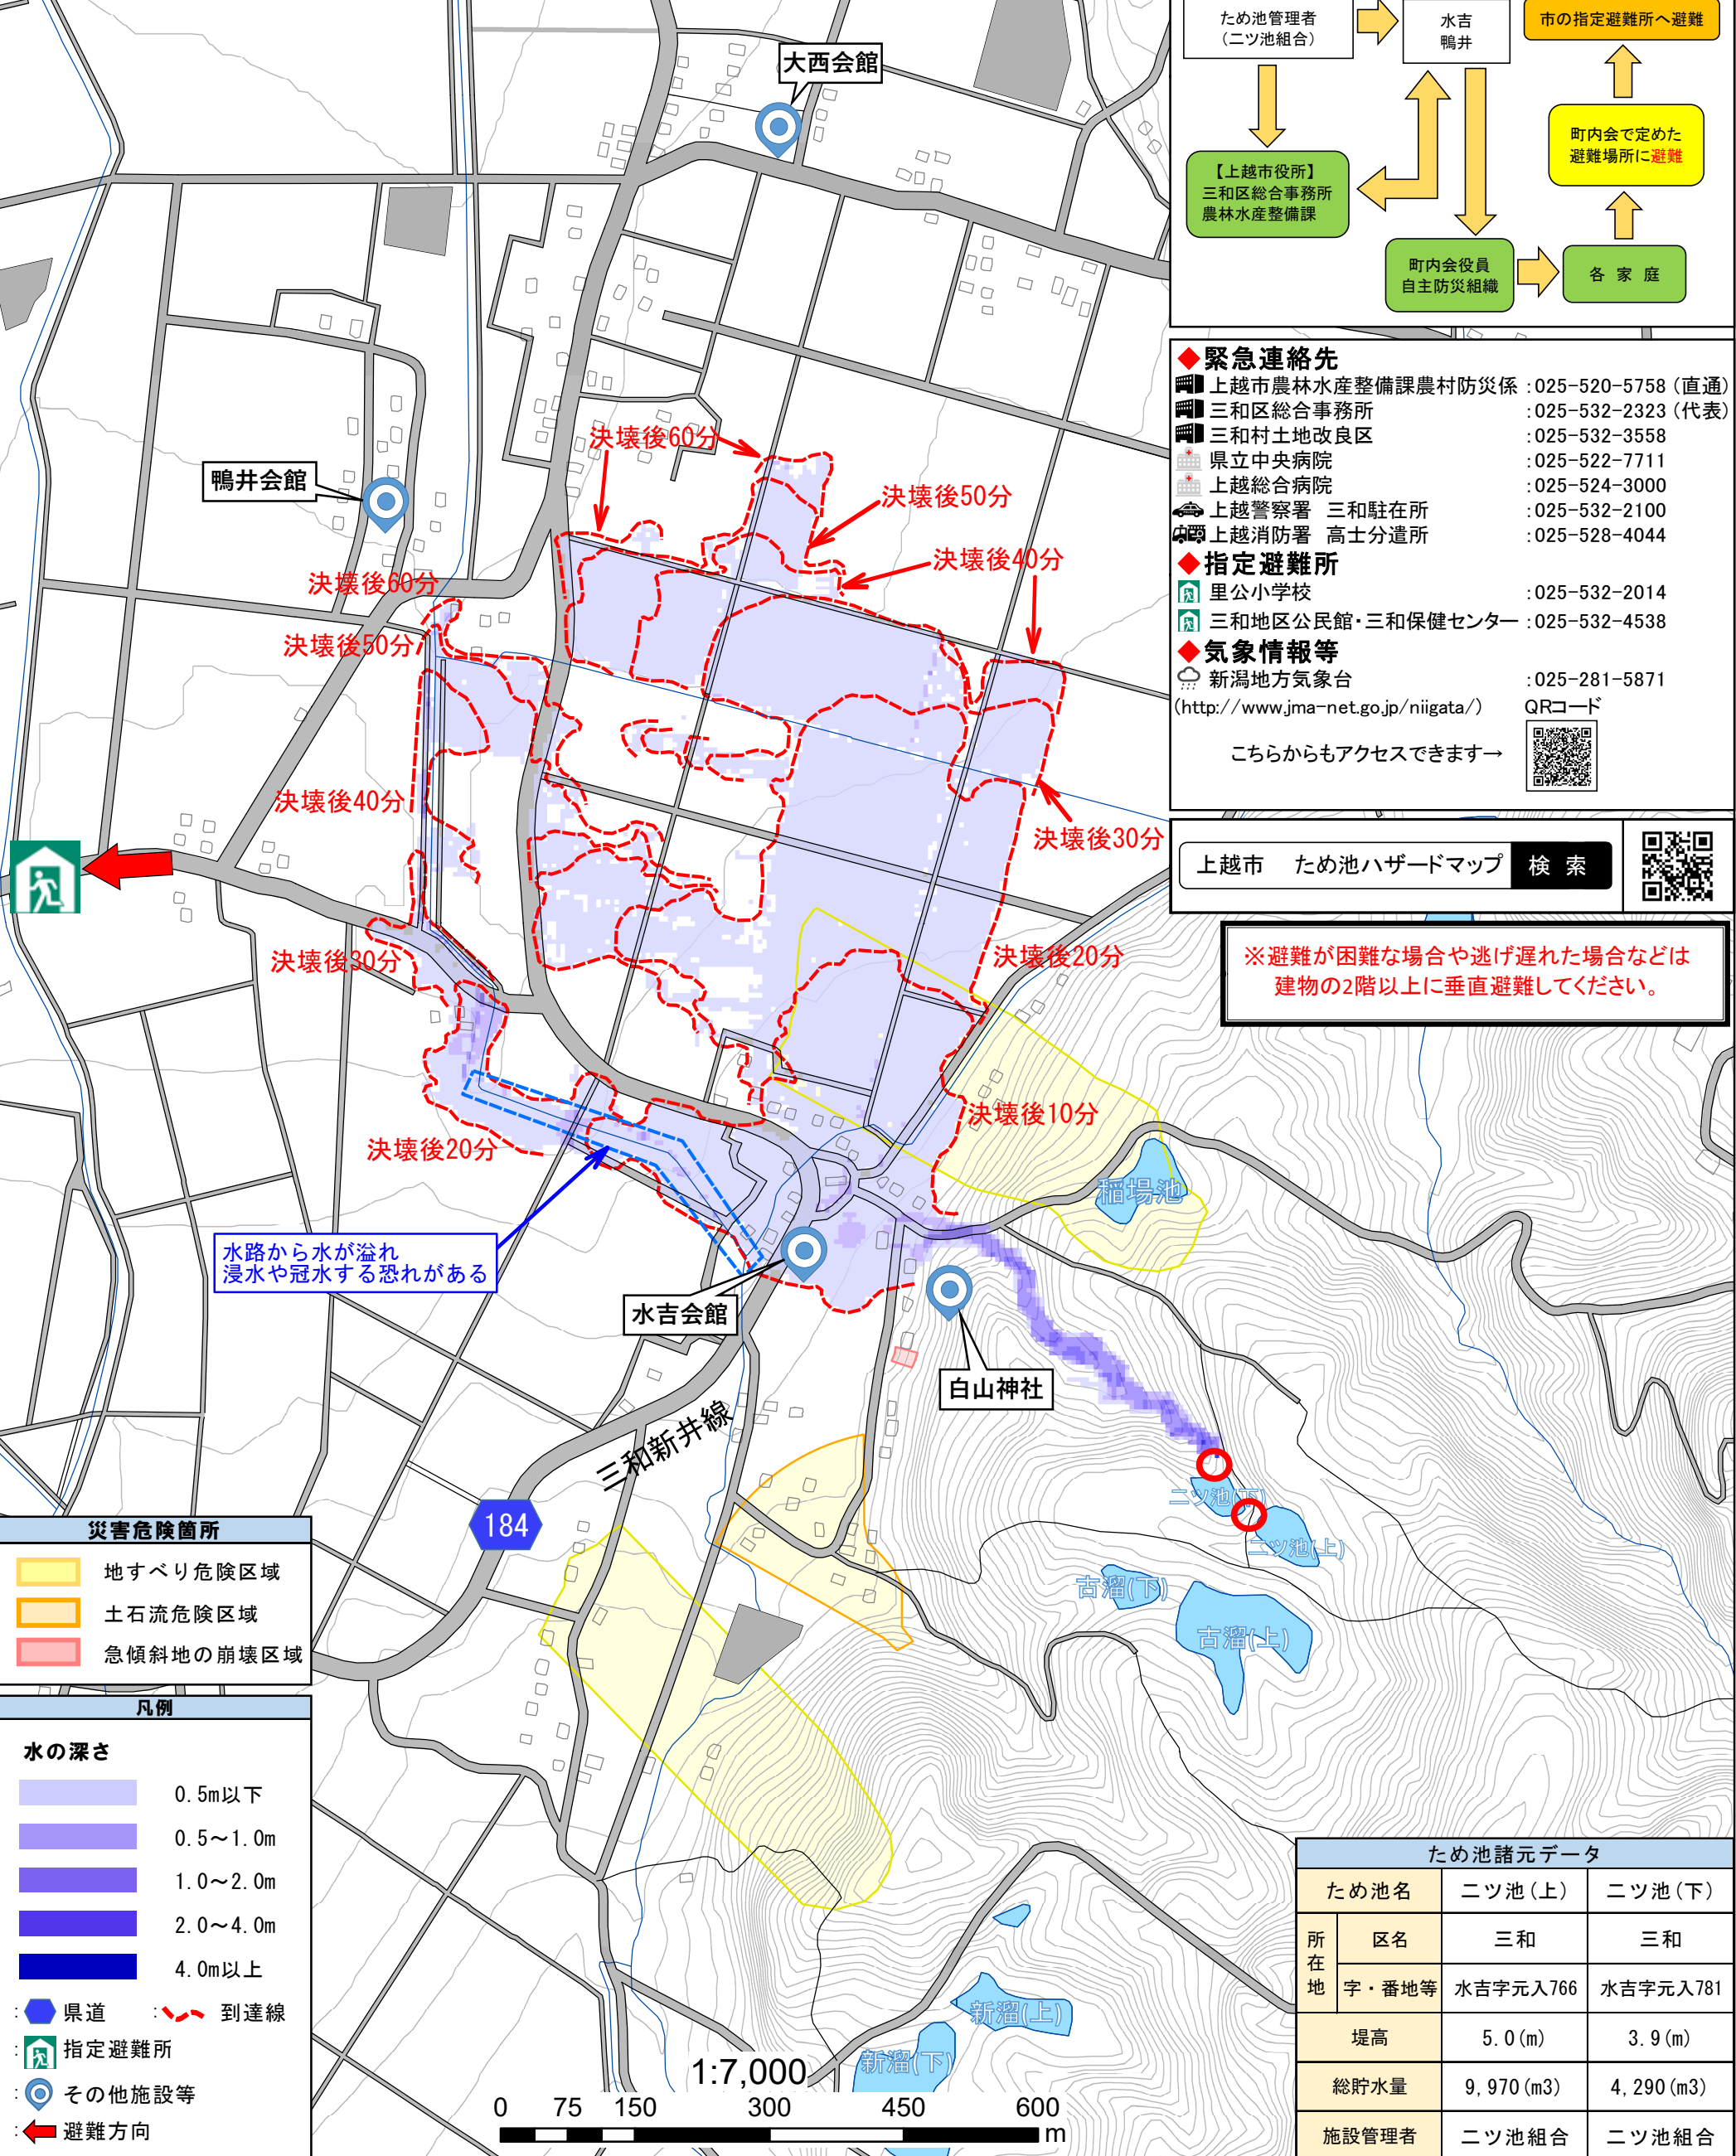 ため池管理者
（二ツ池組合）
水吉
鴨井
市の指定避難所へ避難
町内会で定めた
避難場所に避難
【上越市役所】
三和区総合事務所
農林水産整備課
町内会役員
自主防災組織
各 家 庭
◆緊急連絡先
上越市農林水産整備課農村防災係 :025-520-5758（直通）
三和区総合事務所 :025-532-2323（代表）
三和村土地改良区 :025-532-3558
県立中央病院 :025-522-7711
上越総合病院 :025-524-3000
上越警察署 三和駐在所 :025-532-2100
上越消防署 高士分遣所 :025-528-4044
◆指定避難所
里公小学校 :025-532-2014
三和地区公民館・三和保健センター :025-532-4538
◆気象情報等
新潟地方気象台 :025-281-5871
(http://www.jma-net.go.jp/niigata/) QRコード
こちらからもアクセスできます→
上越市 ため池ハザードマップ 検 索
※避難が困難な場合や逃げ遅れた場合などは
建物の2階以上に垂直避難してください。
大西会館
鴨井会館
決壊後60分
決壊後50分
決壊後40分
決壊後60分
決壊後50分
決壊後40分
決壊後30分
決壊後30分
決壊後20分
決壊後10分
決壊後20分
稲場池
水路から水が溢れ
浸水や冠水する恐れがある
水吉会館
白山神社
三和新井線
184
二ツ池(下)
二ツ池(上)
古溜(下)
古溜(上)
新溜(上)
新溜(下)
災害危険箇所
地すべり危険区域
土石流危険区域
急傾斜地の崩壊区域
凡例
水の深さ
0.5m以下
0.5～1.0m
1.0～2.0m
2.0～4.0m
4.0m以上
: 県道 : 到達線
: 指定避難所
: その他施設等
: 避難方向
1:7,000
0 75 150 300 450 600
m
ため池諸元データ
ため池名 二ツ池(上) 二ツ池(下)
所在地 区名 三和 三和
字・番地等 水吉字元入766 水吉字元入781
堤高 5.0(m) 3.9(m)
総貯水量 9,970(m3) 4,290(m3)
施設管理者 二ツ池組合 二ツ池組合